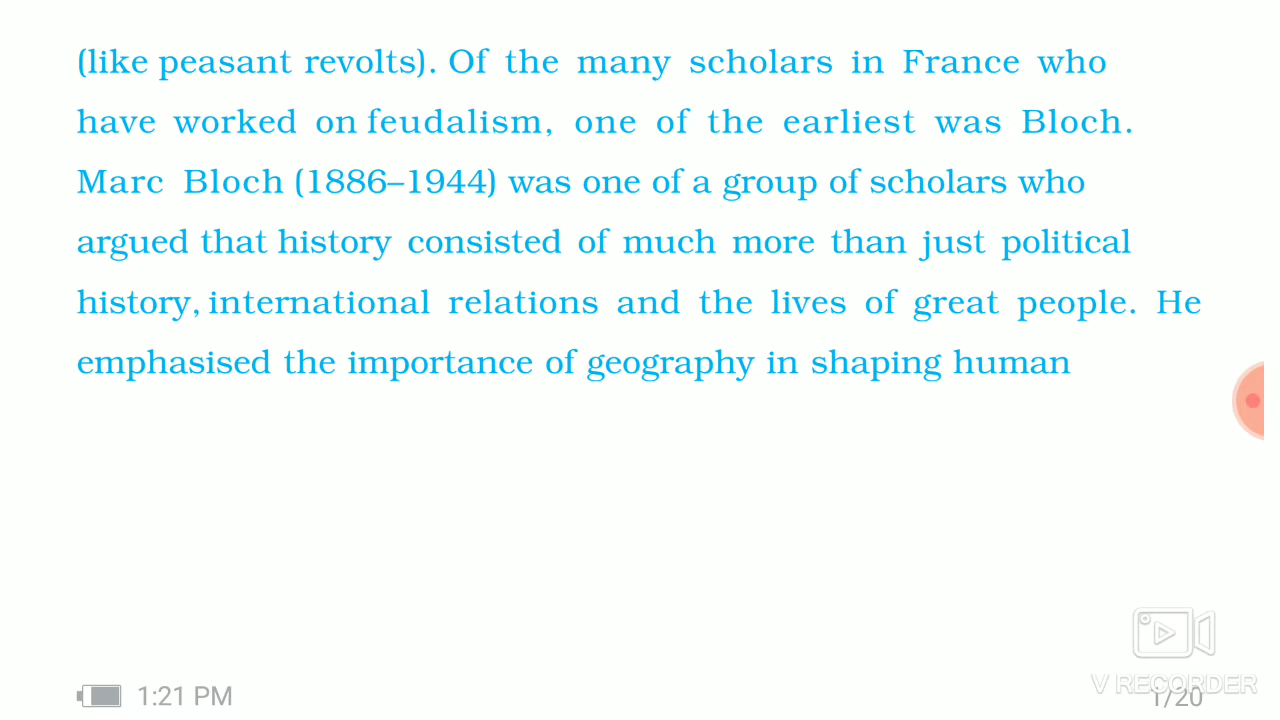 (like peasant revolts). Of the many scholars in France who
have worked on feudalism, one of the earliest was Bloch.
Marc Bloch (1886–1944) was one of a group of scholars who
argued that history consisted of much more than just political
history, international relations and the lives of great people. He
emphasised the importance of geography in shaping human
V RECORDER
1:21 PM
1/20